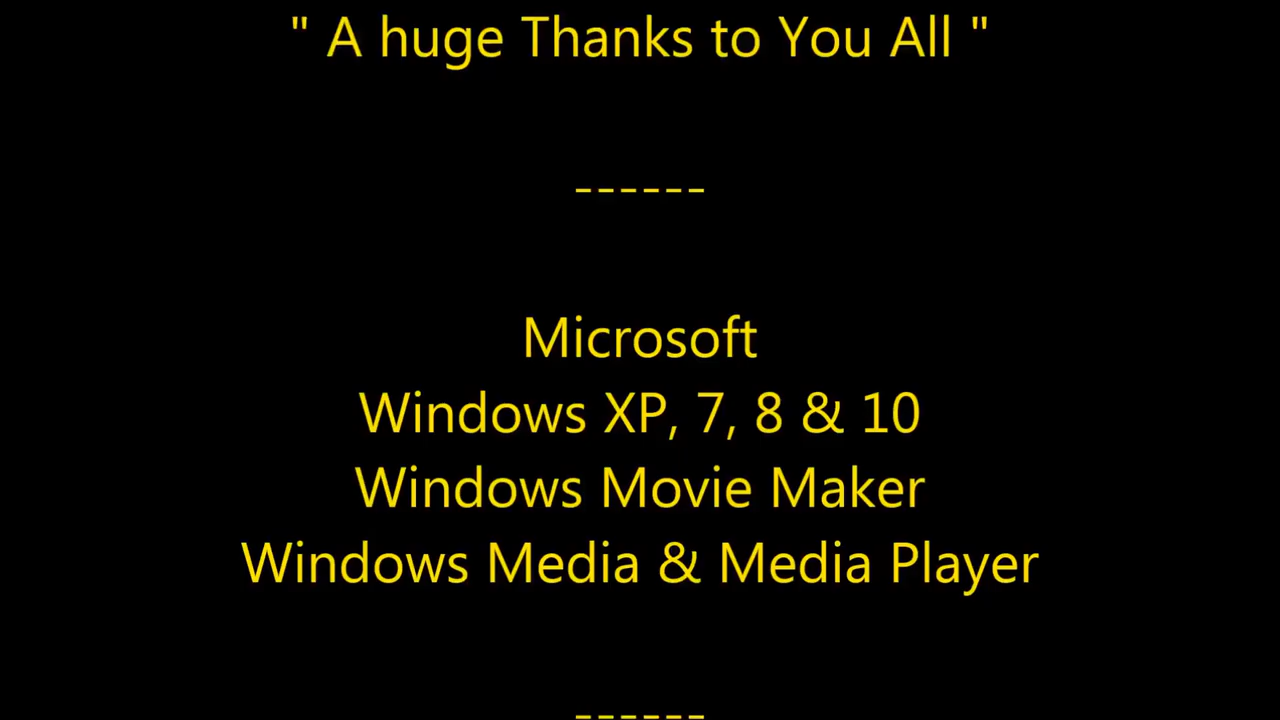 " A huge Thanks to You All "
------
Microsoft
Windows XP, 7, 8 & 10
Windows Movie Maker
Windows Media & Media Player
------